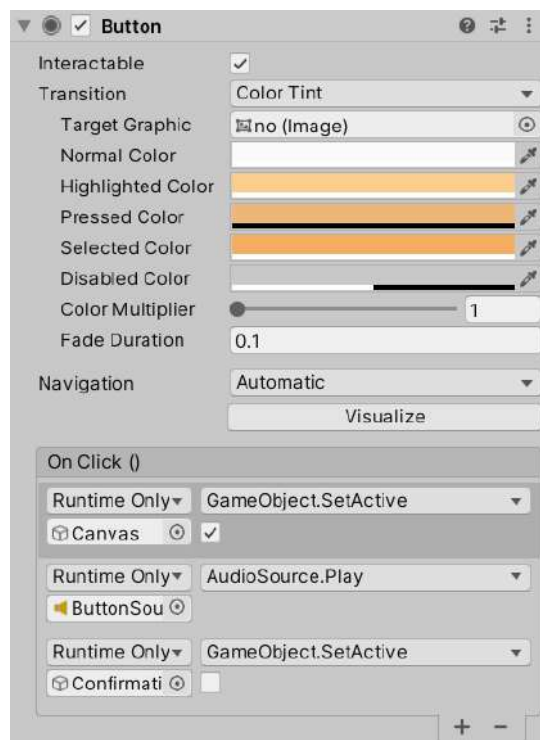 Button
Interactable
Transition Color Tint
Target Graphic no (Image)
Normal Color
Highlighted Color
Pressed Color
Selected Color
Disabled Color
Color Multiplier 1
Fade Duration 0.1
Navigation Automatic
Visualize
On Click ()
Runtime Only GameObject.SetActive
Canvas
Runtime Only AudioSource.Play
ButtonSou
Runtime Only GameObject.SetActive
Confirmati